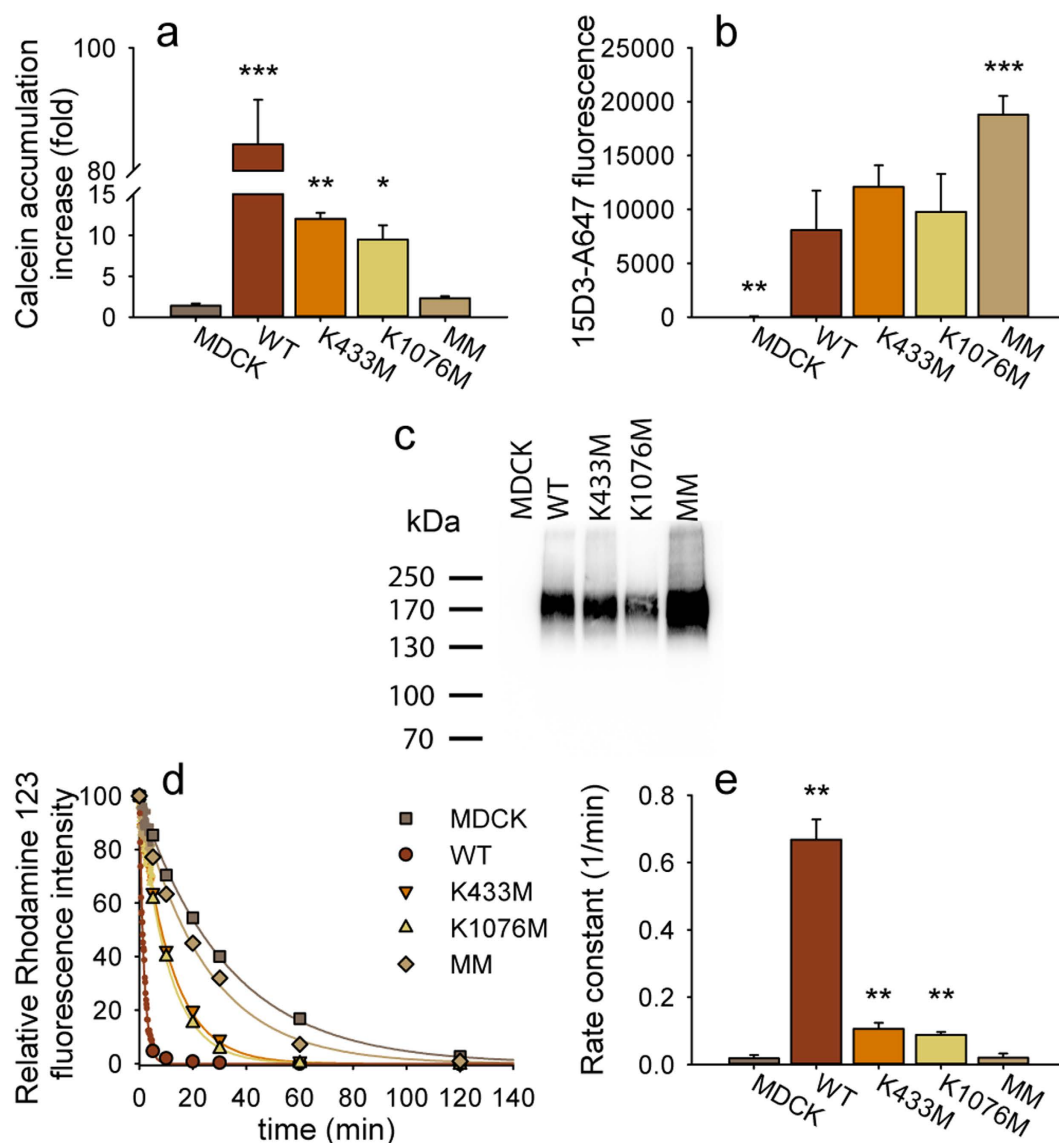 a
Calcein accumulation
increase (fold)
100
80
15
10
5
0
***
**
*
MDCK
WT
K433M
K1076M
MM
b
15D3-A647 fluorescence
25000
20000
15000
10000
5000
0
**
***
MDCK
WT
K433M
K1076M
MM
c
kDa
MDCK
WT
K433M
K1076M
MM
250
170
130
100
70
d
Relative Rhodamine 123
fluorescence intensity
100
80
60
40
20
0
0 20 40 60 80 100 120 140
time (min)
MDCK
WT
K433M
K1076M
MM
e
Rate constant (1/min)
0.8
0.6
0.4
0.2
0.0
**
**
**
MDCK
WT
K433M
K1076M
MM